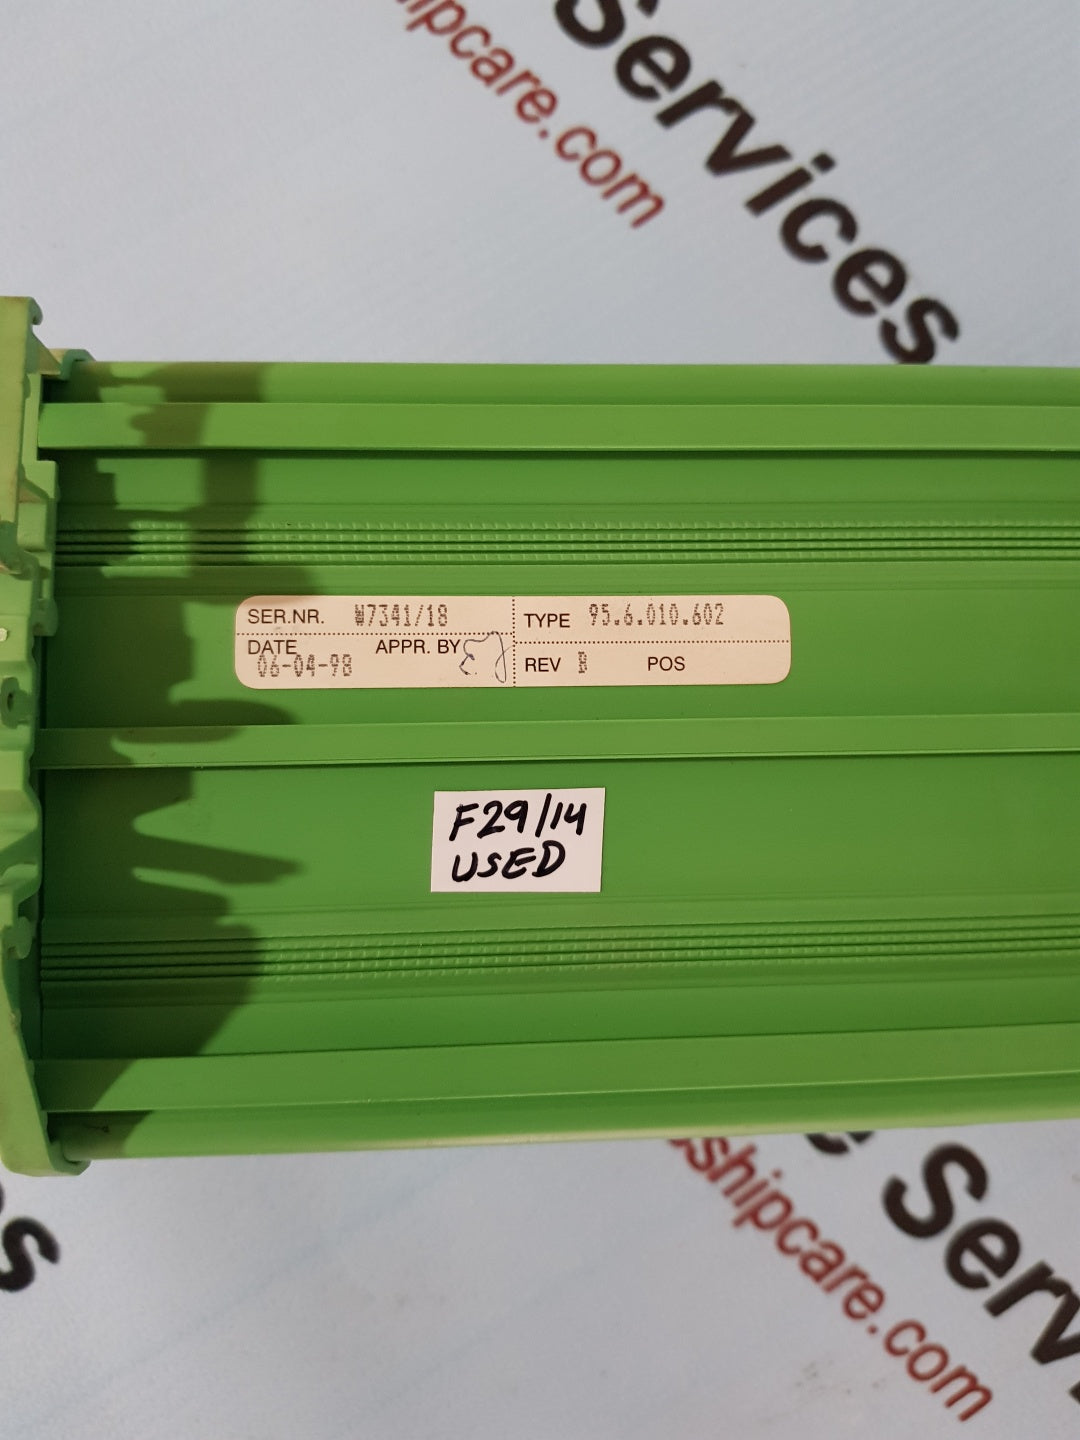 Services
shipcare.com
SER.NR. W7341/18
DATE 06-04-98 APPR. BY
TYPE 95.6.010.602
REV B POS
F29/14
USED
e Serv
shipcare.com
es